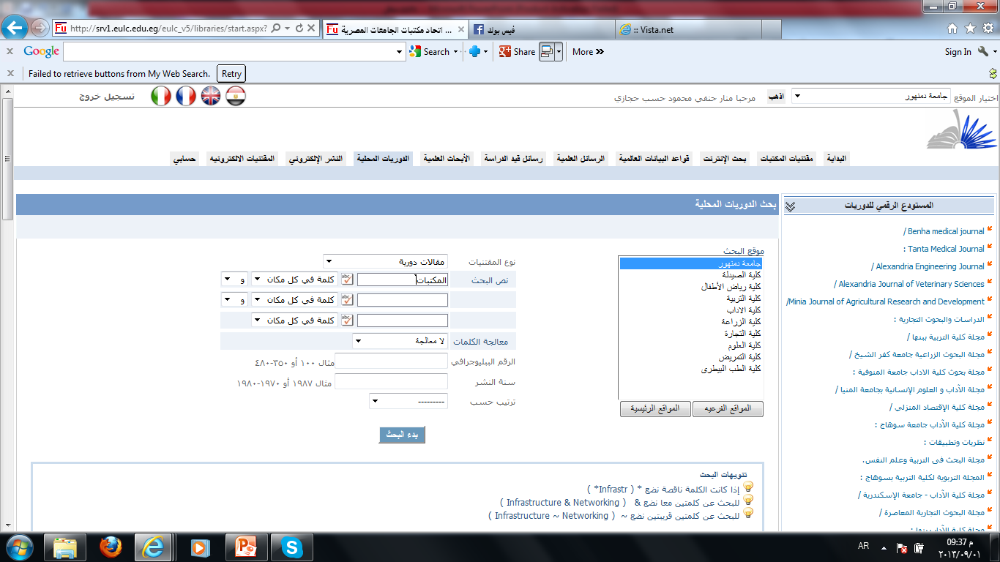 http://srv1.eulc.edu.eg/eulc_v5/libraries/start.aspx?
اتحاد مكتبات الجامعات المصرية ...
فيس بوك
:: Vista.net
Google
Search
Share
More »
Sign In
Failed to retrieve buttons from My Web Search.
Retry
اختيار الموقع
جامعة دمنهور
اذهب
مرحبا منار حنفي محمود حسب حجازي
تسجيل خروج
البداية
مقتنيات المكتبات
بحث الإنترنت
قواعد البيانات العالمية
الرسائل العلمية
رسائل قيد الدراسة
الأبحاث العلمية
الدوريات المحلية
النشر الإلكتروني
المقتنيات الالكترونيه
حسابي
المستودع الرقمي للدوريات
Benha medical journal /
Tanta Medical Journal :
Alexandria Engineering Journal /
Alexandria Journal of Veterinary Sciences /
Minia Journal of Agricultural Research and Development/
الدراسات والبحوث التجارية :
مجلة كلية التربية ببنها /
مجلة البحوث الزراعية جامعة كفر الشيخ /
مجلة بحوث كلية الاداب جامعة المنوفية :
مجلة الآداب و العلوم الإنسانية بجامعة المنيا /
مجلة كلية الإقتصاد المنزلي /
مجلة كلية الآداب جامعة سوهاج :
نظريات وتطبيقات :
مجلة البحث فى التربية وعلم النفس.
المجلة التربوية لكلية التربية بسوهاج :
مجلة كلية الآداب - جامعة الإسكندرية /
مجلة البحوث التجارية المعاصرة /
مجلة كلية الآداب ببنها :
بحث الدوريات المحلية
موقع البحث
جامعة دمنهور
كلية الصيدلة
كلية رياض الأطفال
كلية التربية
كلية الاداب
كلية الزراعة
كلية التجارة
كلية العلوم
كلية التمريض
كلية الطب البيطرى
المواقع الفرعيه
المواقع الرئيسية
نوع المقتنيات
مقالات دورية
نص البحث
المكتبات
كلمة في كل مكان
و
كلمة في كل مكان
و
كلمة في كل مكان
معالجة الكلمات
لا معالجة
الرقم الببليوجرافي
مثال ١٠٠ أو ٣٥٠-٤٨٠
سنة النشر
مثال ١٩٨٧ أو ١٩٧٠-١٩٨٠
ترتيب حسب
---------
بدء البحث
تنويهات البحث
إذا كانت الكلمة ناقصة نضع * ( Infrastr* )
للبحث عن كلمتين معا نضع & ( Infrastructure & Networking )
للبحث عن كلمتين قريبتين نضع ~ ( Infrastructure ~ Networking )
AR
09:37 م
٢٠١٣/٠٩/٠١